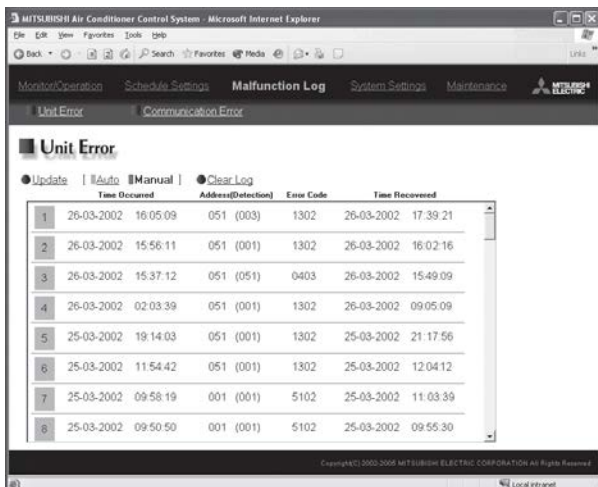 MITSUBISHI Air Conditioner Control System - Microsoft Internet Explorer
File Edit View Favorites Tools Help
Back Search Favorites Media Links
Monitor/Operation Schedule Settings Malfunction Log System Settings Maintenance MITSUBISHI ELECTRIC
Unit Error Communication Error
Unit Error
Update | Auto Manual | Clear Log
Time Occurred Address(Detection) Error Code Time Recovered
1 26-03-2002 16:05:09 051 (003) 1302 26-03-2002 17:39:21
2 26-03-2002 15:56:11 051 (001) 1302 26-03-2002 16:02:16
3 26-03-2002 15:37:12 051 (051) 0403 26-03-2002 15:49:09
4 26-03-2002 02:03:39 051 (001) 1302 26-03-2002 09:05:09
5 25-03-2002 19:14:03 051 (001) 1302 25-03-2002 21:17:56
6 25-03-2002 11:54:42 051 (001) 1302 25-03-2002 12:04:12
7 25-03-2002 09:58:19 001 (001) 5102 25-03-2002 11:03:39
8 25-03-2002 09:50:50 001 (001) 5102 25-03-2002 09:55:30
Copyright(C) 2002-2005 MITSUBISHI ELECTRIC CORPORATION All Rights Reserved
Local intranet